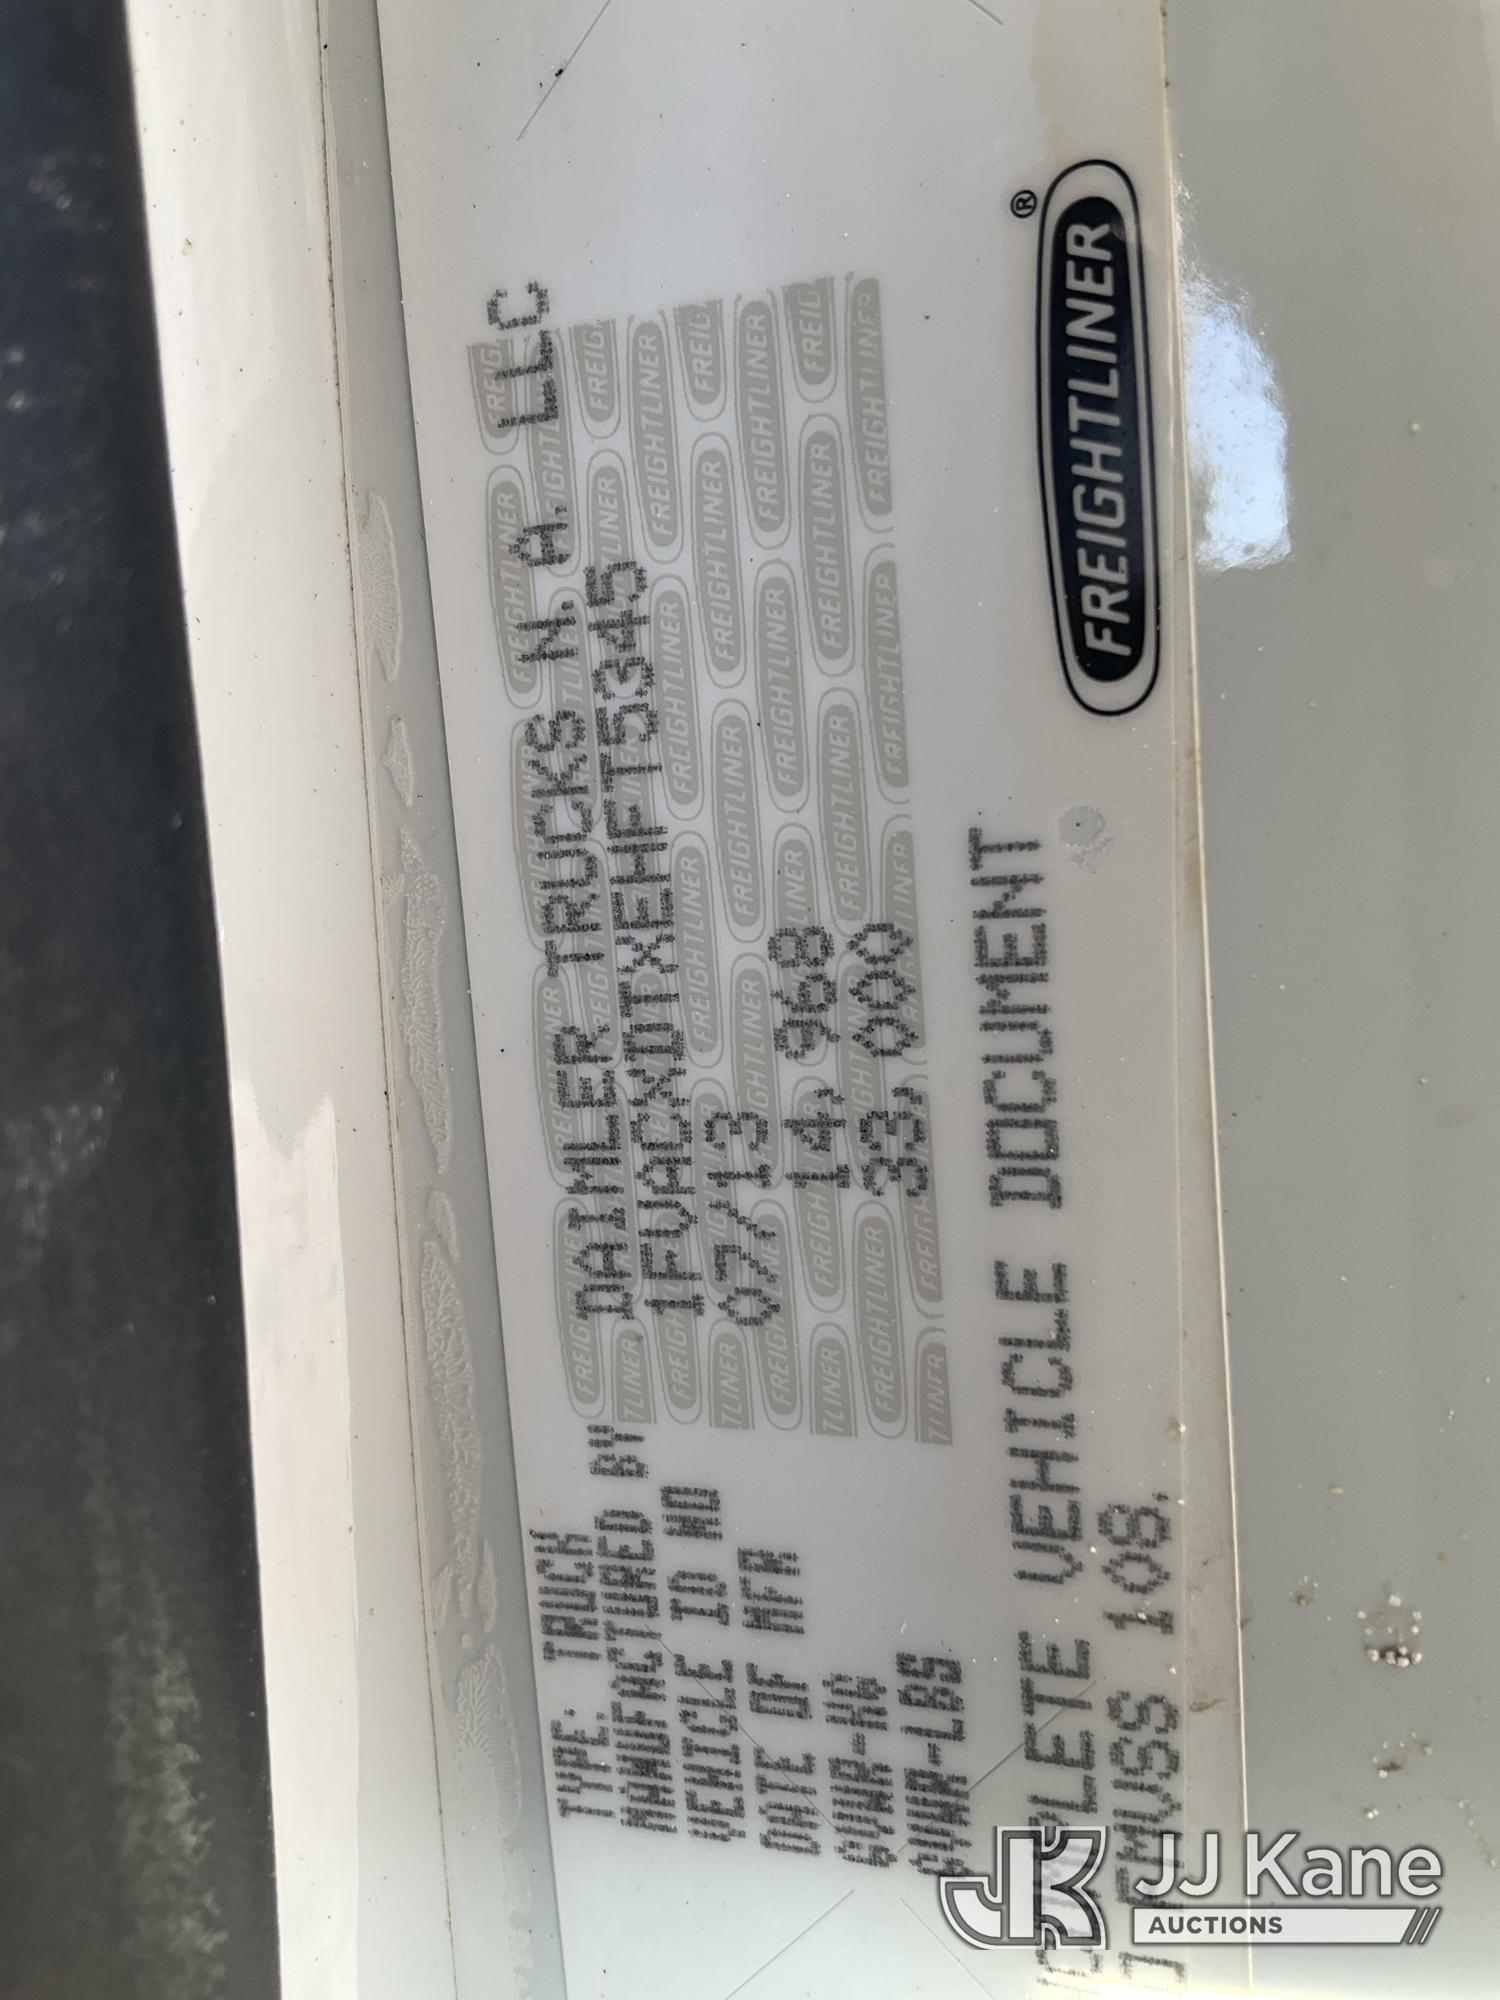 TYPE: TRUCK
MANUFACTURED BY DAIMLER TRUCKS N.A. LLC
VEHICLE ID NO 1FVACXDTXEHFT5345
DATE OF MFR 07/13
GVWR-KG 14,968
GVWR-LBS 33,000
VEHICLE DOCUMENT
FMVSS 108.
FREIGHTLINER®
JJ Kane
AUCTIONS